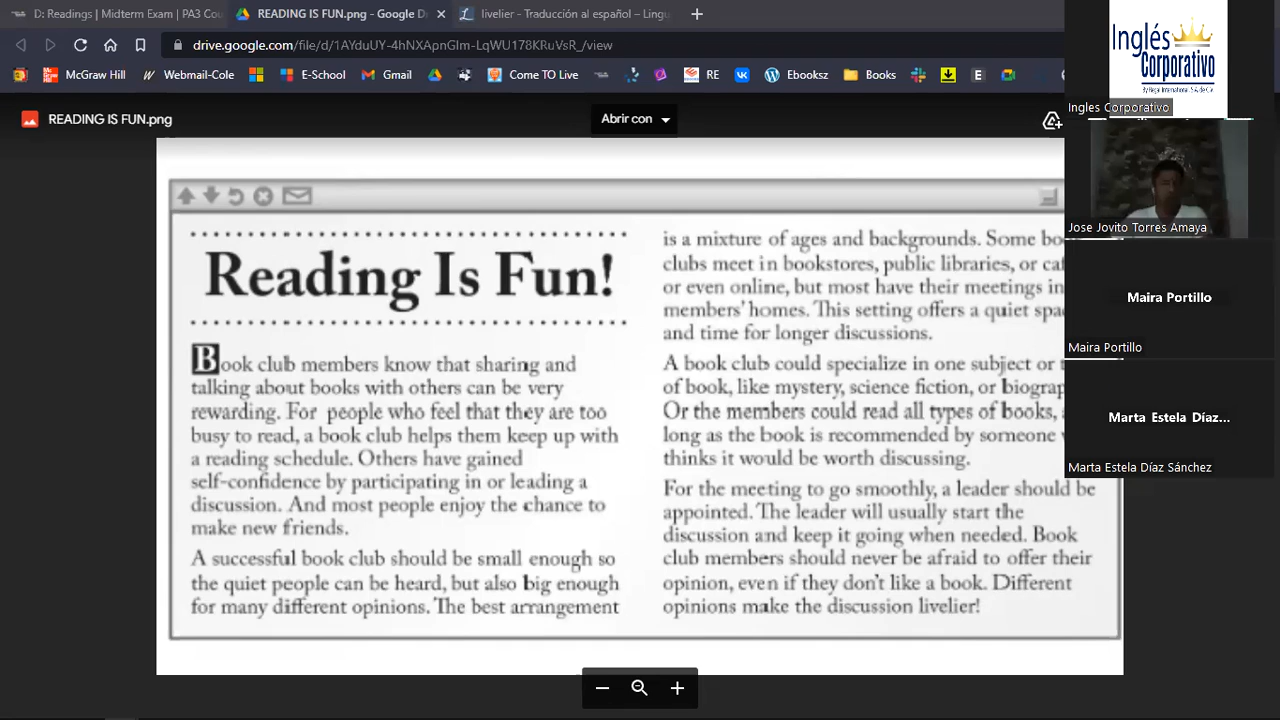 D: Readings | Midterm Exam | PA3 Cou
READING IS FUN.png - Google D
livelier - Traducción al español – Lingu
drive.google.com/file/d/1AYduUY-4hNXApnGlm-LqWU178KRuVsR_/view
McGraw Hill
Webmail-Cole
E-School
Gmail
Come TO Live
RE
Ebooksz
Books
READING IS FUN.png
Abrir con
Reading Is Fun!
Book club members know that sharing and
talking about books with others can be very
rewarding. For people who feel that they are too
busy to read, a book club helps them keep up with
a reading schedule. Others have gained
self-confidence by participating in or leading a
discussion. And most people enjoy the chance to
make new friends.
A successful book club should be small enough so
the quiet people can be heard, but also big enough
for many different opinions. The best arrangement
is a mixture of ages and backgrounds. Some bo
clubs meet in bookstores, public libraries, or caf
or even online, but most have their meetings in
members' homes. This setting offers a quiet spa
and time for longer discussions.
A book club could specialize in one subject or t
of book, like mystery, science fiction, or biograp
Or the members could read all types of books, a
long as the book is recommended by someone
thinks it would be worth discussing.
For the meeting to go smoothly, a leader should be
appointed. The leader will usually start the
discussion and keep it going when needed. Book
club members should never be afraid to offer their
opinion, even if they don't like a book. Different
opinions make the discussion livelier!
Inglés
Corporativo
By Regal International, S.A. de C.V.
Ingles Corporativo
Jose Jovito Torres Amaya
Maira Portillo
Maira Portillo
Marta Estela Díaz...
Marta Estela Díaz Sánchez